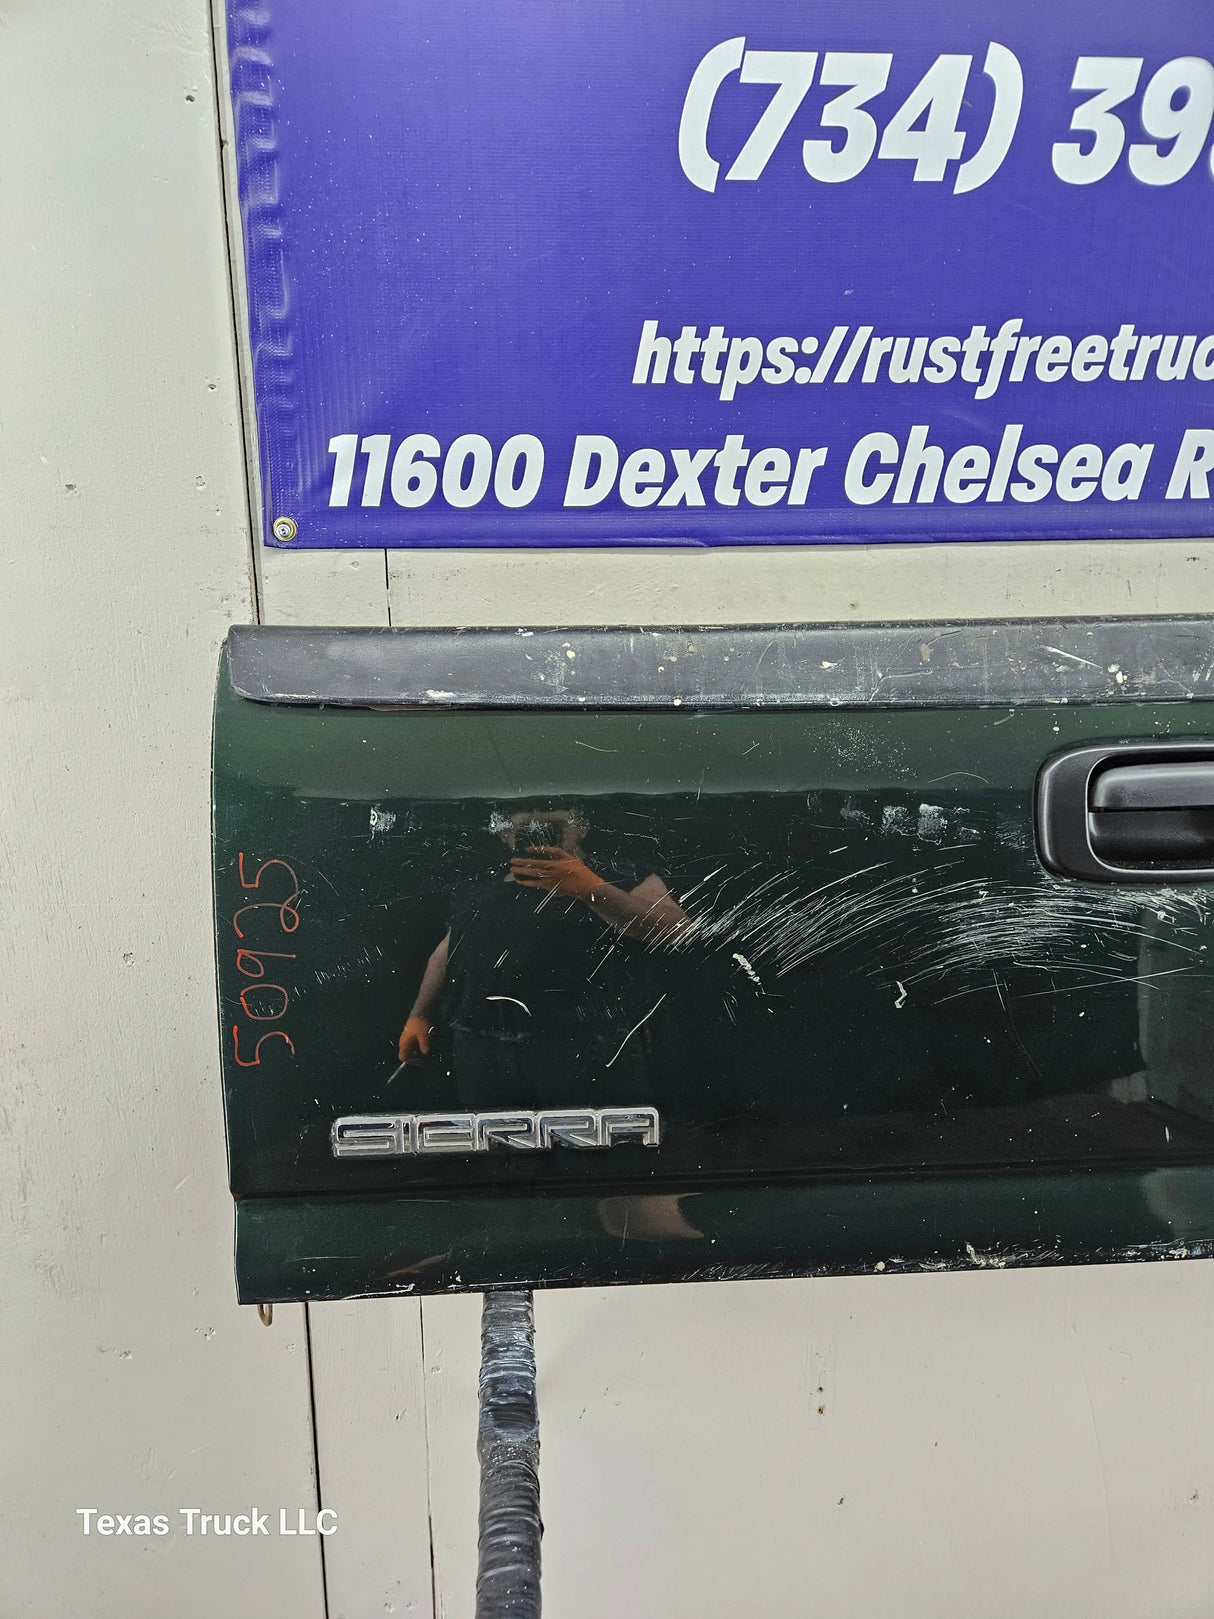 (734) 39
https://rustfreetruc
11600 Dexter Chelsea R
50925
SIERRA
Texas Truck LLC